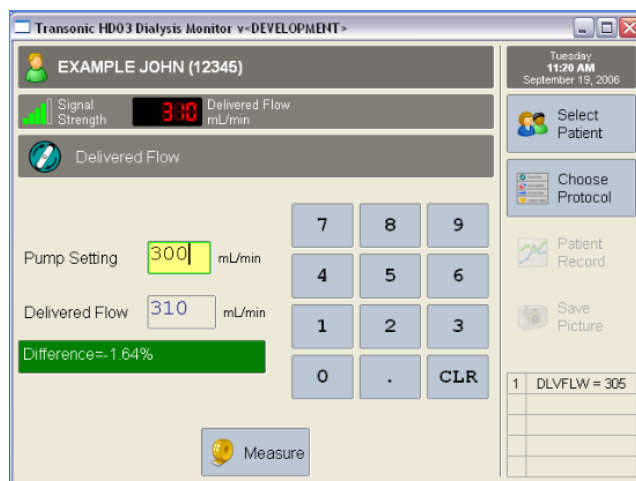 Transonic HD03 Dialysis Monitor v<DEVELOPMENT>
EXAMPLE JOHN (12345)
Tuesday
11:20 AM
September 19, 2006
Signal
Strength
310
Delivered Flow
mL/min
Delivered Flow
Select
Patient
Choose
Protocol
Patient
Record
Save
Picture
Pump Setting
300
mL/min
Delivered Flow
310
mL/min
Difference=-1.64%
7 8 9
4 5 6
1 2 3
0 . CLR
Measure
1 DLVFLW = 305